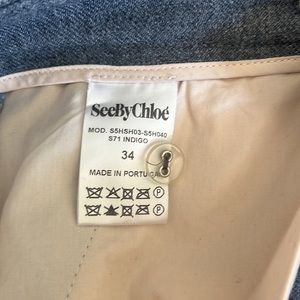 SeeByChloé
MOD. S5HSH03-S5H040
S71 INDIGO
34
MADE IN PORTUGAL
P
P